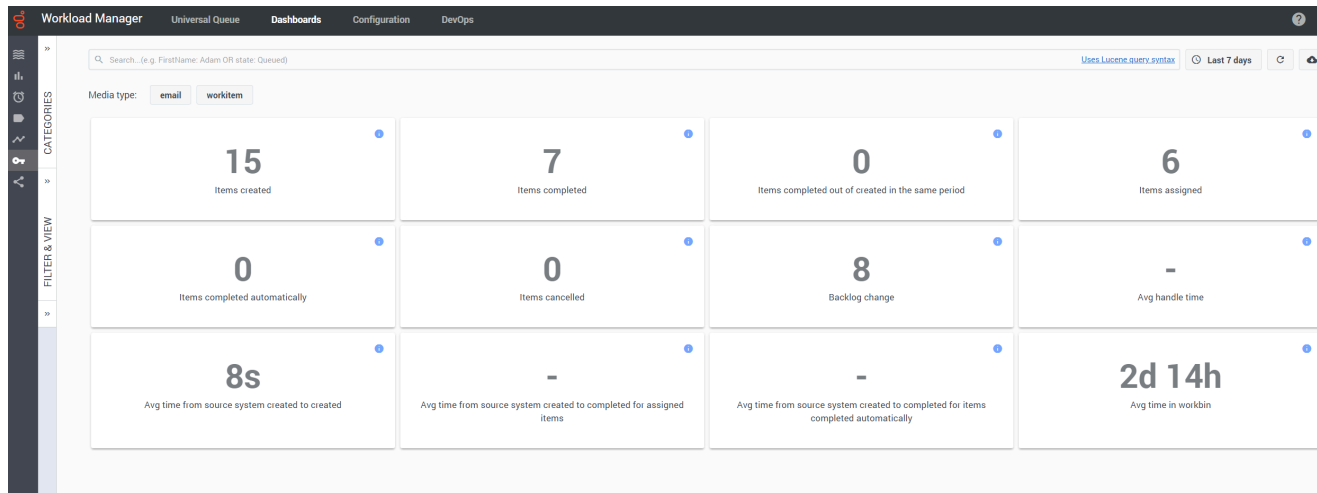 Workload Manager Universal Queue Dashboards Configuration DevOps
Search...(e.g. FirstName: Adam OR state: Queued) Uses Lucene query syntax Last 7 days
CATEGORIES
FILTER & VIEW
Media type: email workitem
15
Items created
7
Items completed
0
Items completed out of created in the same period
6
Items assigned
0
Items completed automatically
0
Items cancelled
8
Backlog change
-
Avg handle time
8s
Avg time from source system created to created
-
Avg time from source system created to completed for assigned
items
-
Avg time from source system created to completed for items
completed automatically
2d 14h
Avg time in workbin